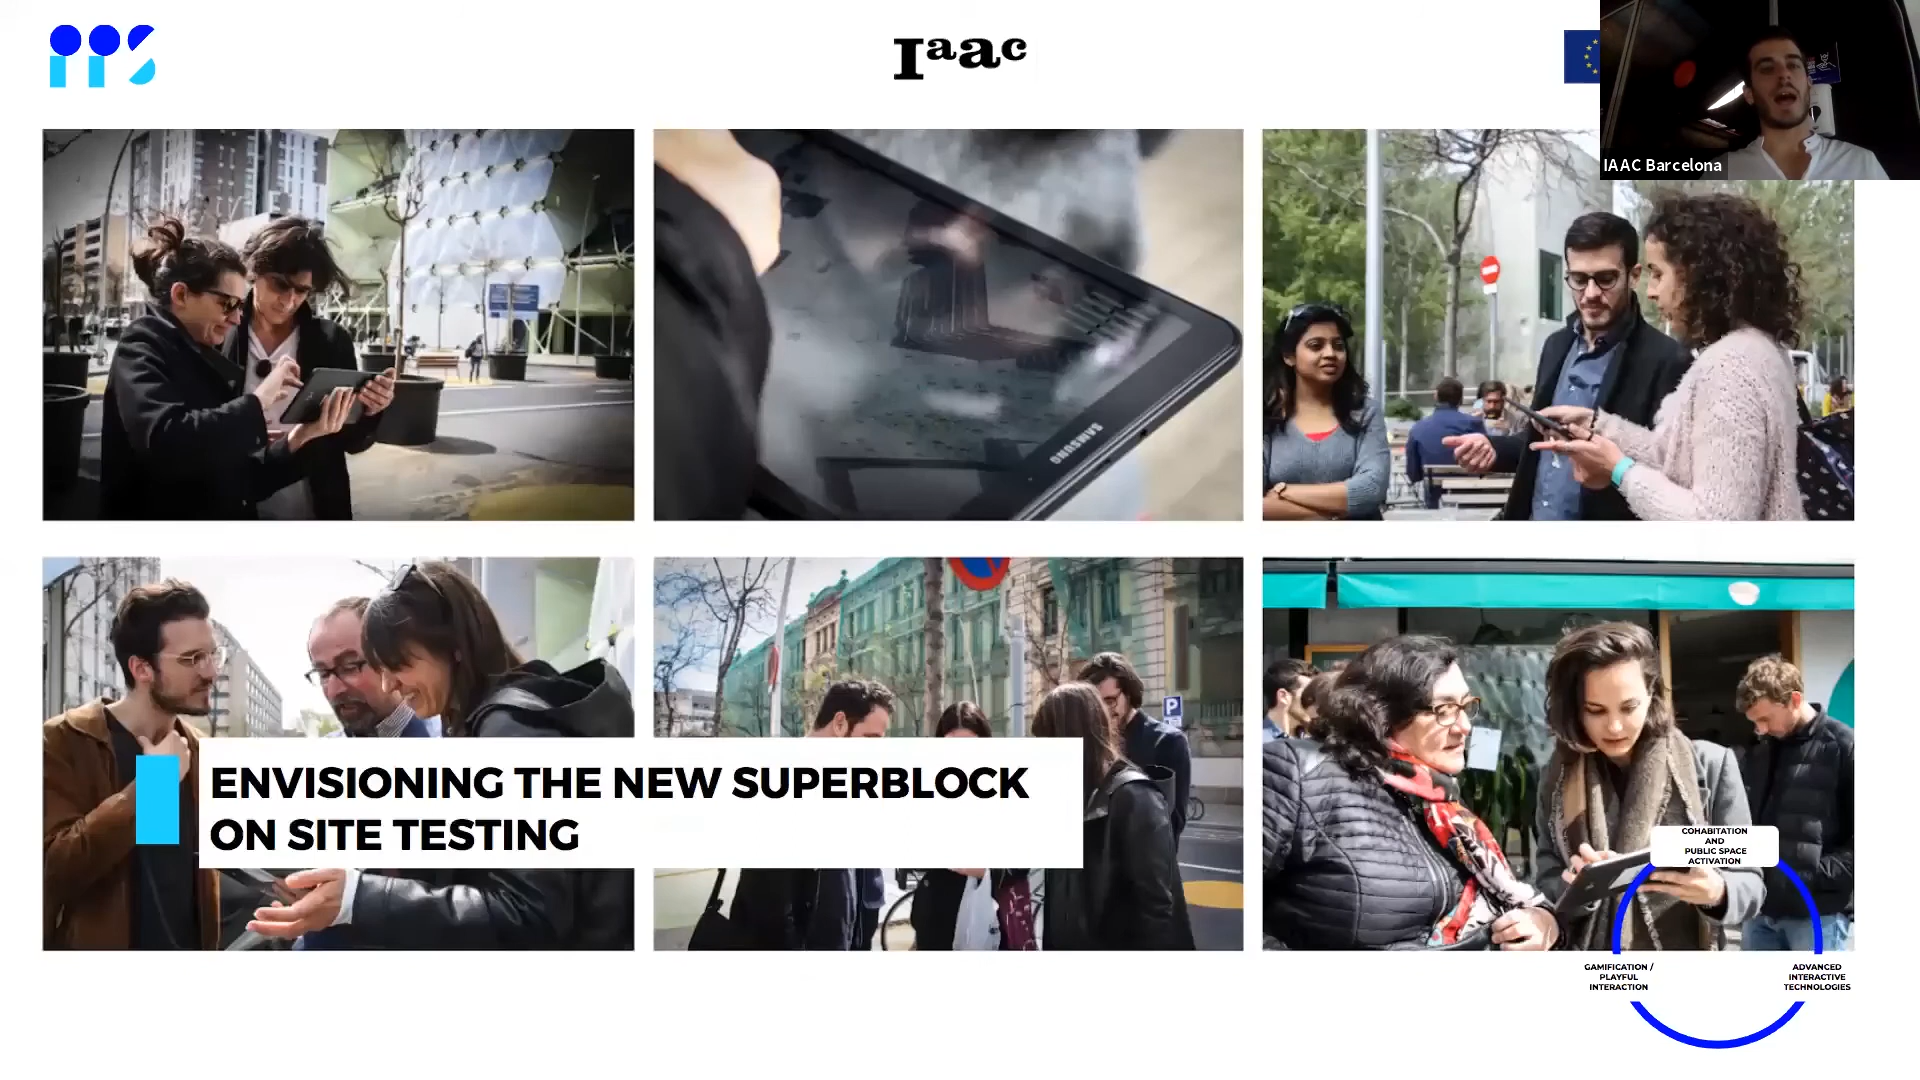 PPS
Iaac
IAAC Barcelona
SAMSUNG
P
ENVISIONING THE NEW SUPERBLOCK
ON SITE TESTING
COHABITATION
AND
PUBLIC SPACE
ACTIVATION
GAMIFICATION /
PLAYFUL
INTERACTION
ADVANCED
INTERACTIVE
TECHNOLOGIES